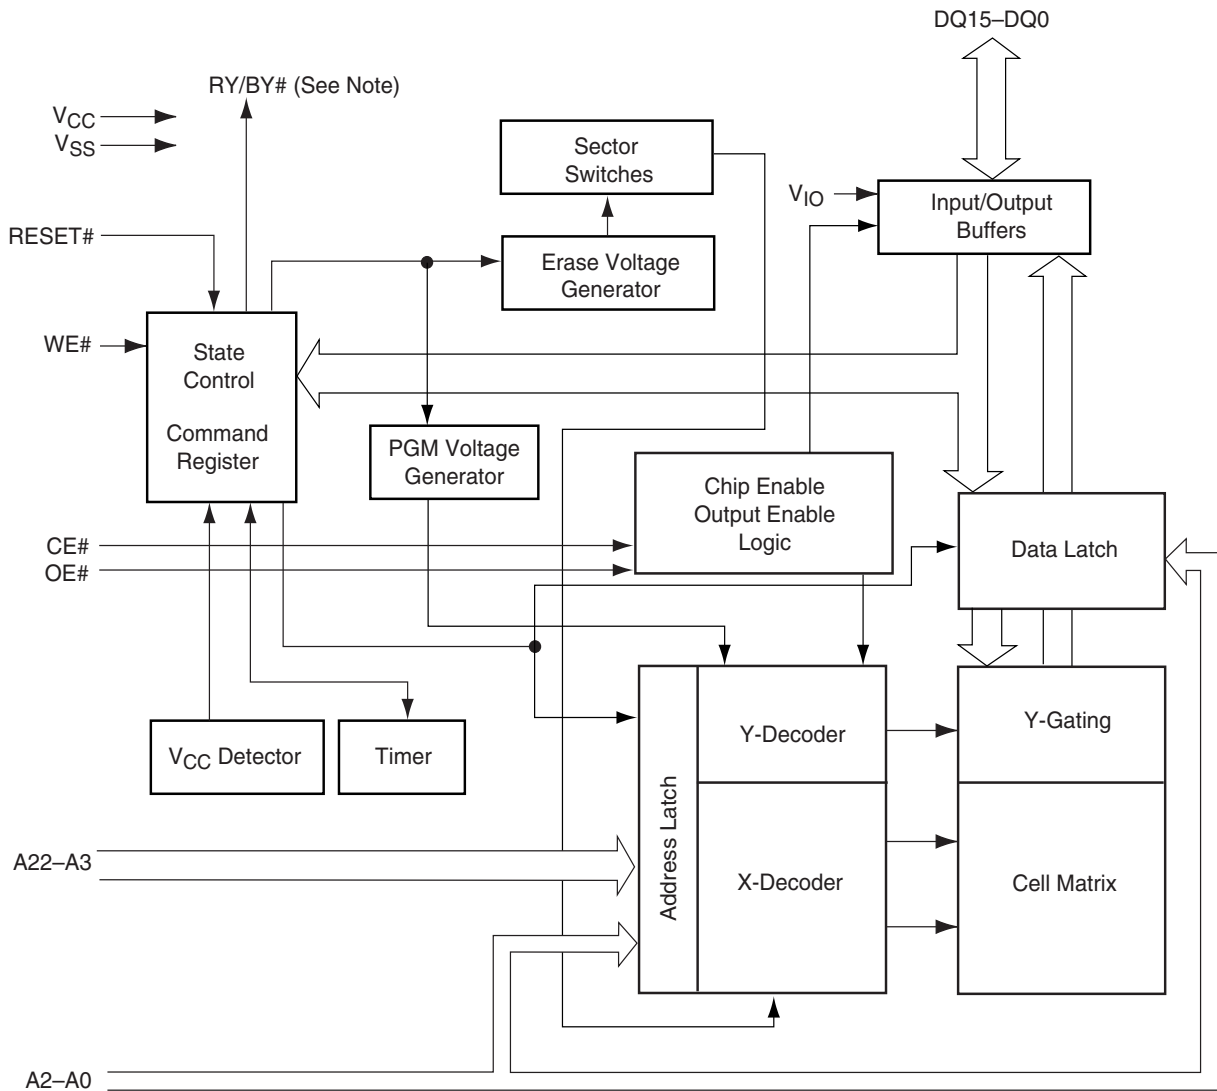 DQ15–DQ0
RY/BY# (See Note)
VCC
VSS
Sector
Switches
VIO
Input/Output
Buffers
RESET#
Erase Voltage
Generator
WE#
State
Control
Command
Register
PGM Voltage
Generator
Chip Enable
Output Enable
Logic
CE#
OE#
Data Latch
VCC Detector
Timer
Address Latch
Y-Decoder
Y-Gating
A22–A3
X-Decoder
Cell Matrix
A2–A0